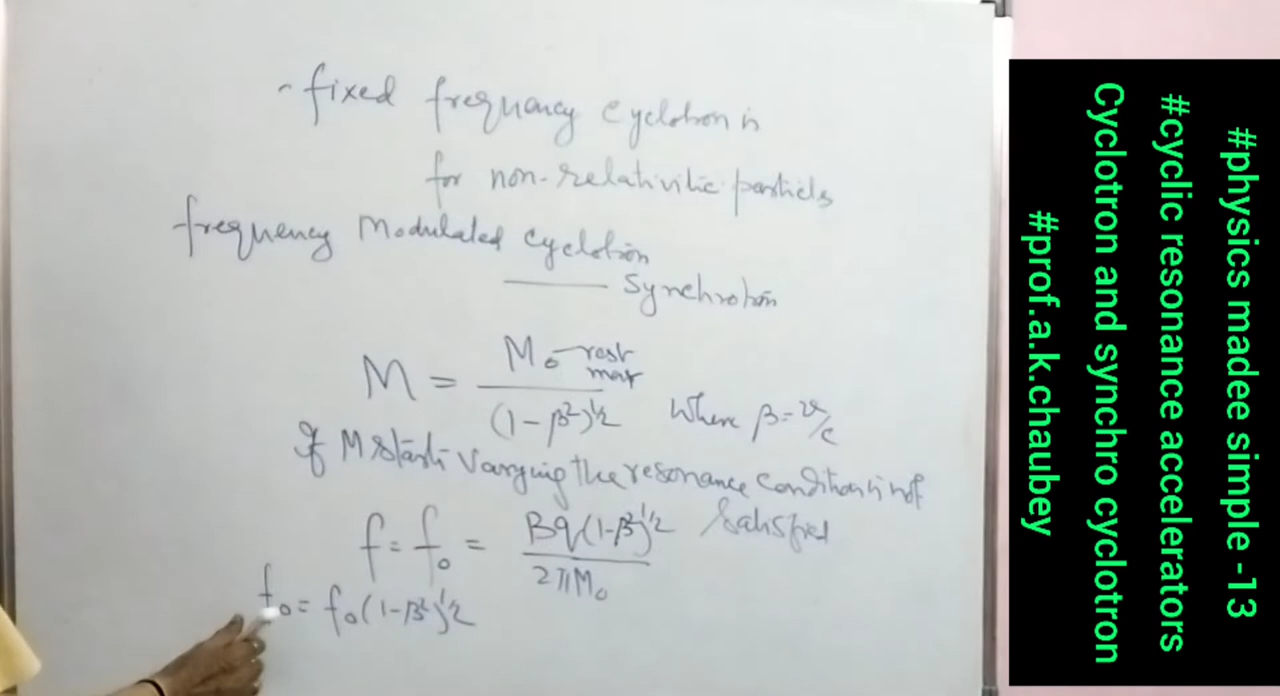 - fixed frequency cyclotron is
for non-relativitic particles
frequency Modulated cyclotron
—— Synchrotron
M = M₀ rest mass / (1-β²)^½ where β = v/c
If M starts varying the resonance condition is not
satisfied
f = f₀ = Bq(1-β²)^½ / 2πM₀
f₀ = f₀(1-β²)^½
#physics madee simple -13
#cyclic resonance accelerators
Cyclotron and synchro cyclotron
#prof.a.k.chaubey